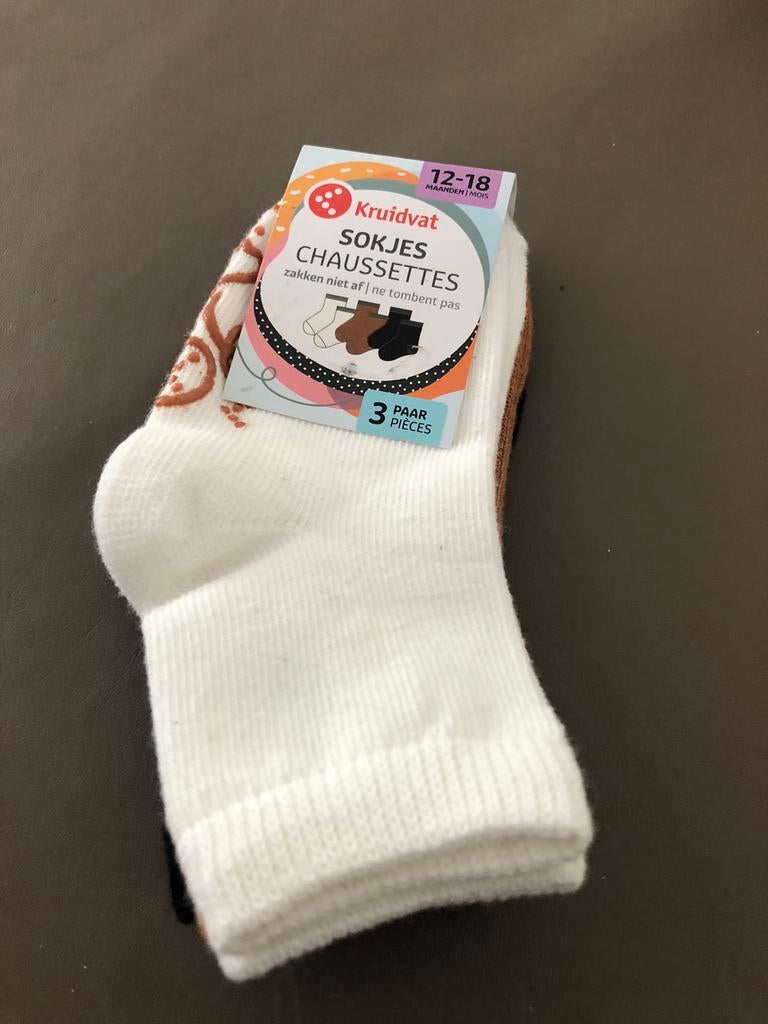 12-18
MAANDEN | MOIS
Kruidvat
SOKJES
CHAUSSETTES
zakken niet af | ne tombent pas
3 PAAR
PIÈCES